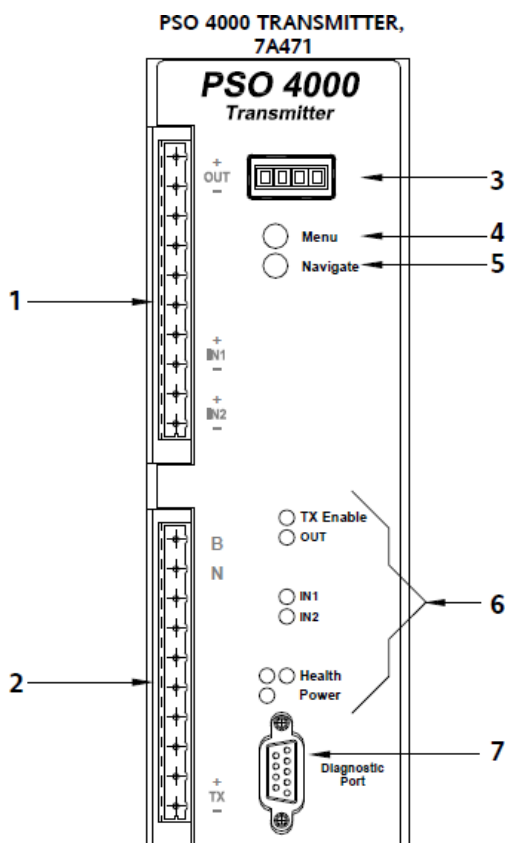 PSO 4000 TRANSMITTER,
7A471
PSO 4000
Transmitter
+
OUT
-
3
Menu
4
Navigate
5
1
+
IN1
-
+
IN2
-
TX Enable
B
OUT
N
IN1
6
IN2
2
Health
Power
7
Diagnostic
Port
+
TX
-